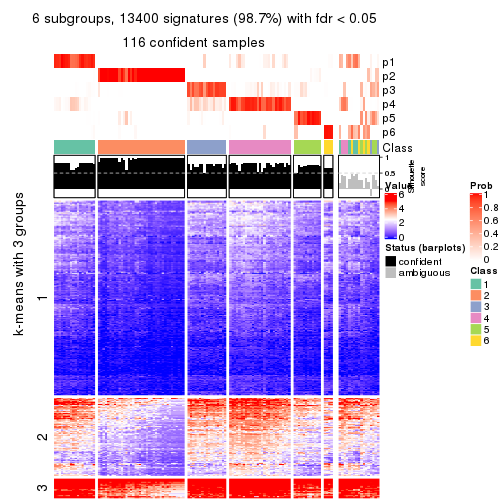 6 subgroups, 13400 signatures (98.7%) with fdr < 0.05
116 confident samples
p1
p2
p3
p4
p5
p6
Class
1
0.5
0
Silhouette
score
k-means with 3 groups
1
2
3
Value
6
4
2
0
Status (barplots)
confident
ambiguous
Prob
1
0.8
0.6
0.4
0.2
0
Class
1
2
3
4
5
6